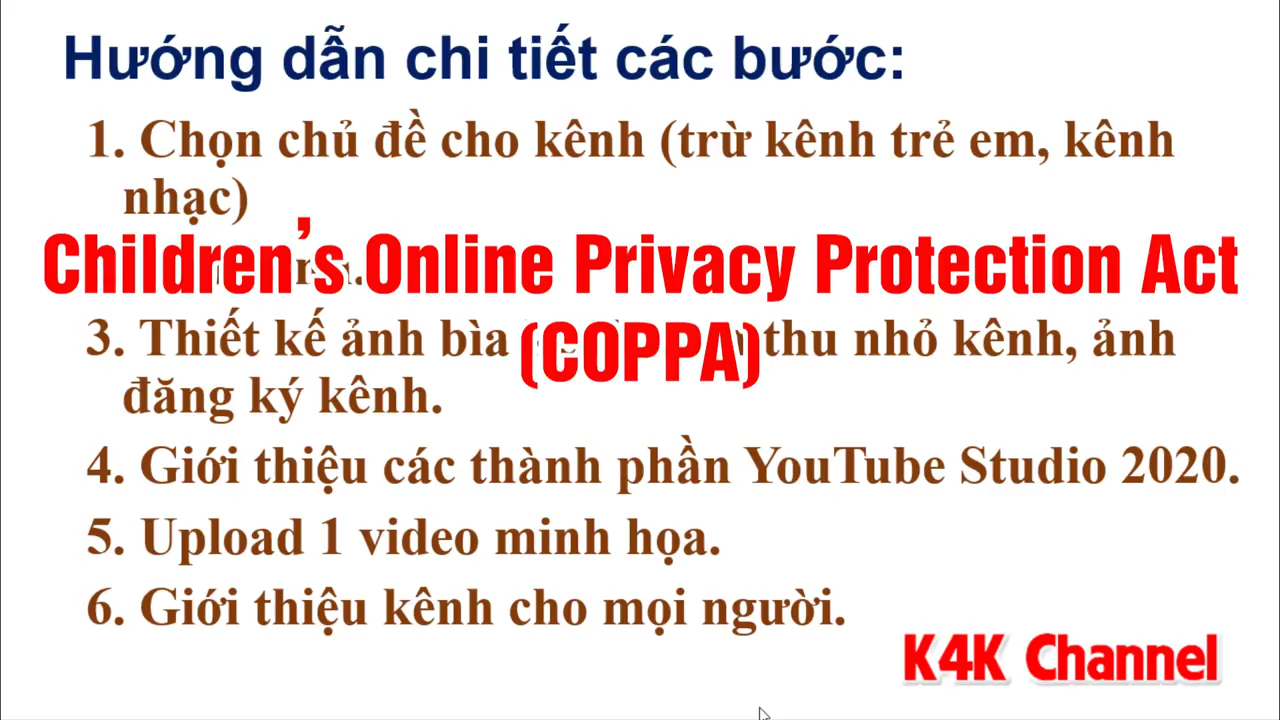 Hướng dẫn chi tiết các bước:
1. Chọn chủ đề cho kênh (trừ kênh trẻ em, kênh
nhạc)
Children's Online Privacy Protection Act
(COPPA)
3. Thiết kế ảnh bìa thu nhỏ kênh, ảnh
đăng ký kênh.
4. Giới thiệu các thành phần YouTube Studio 2020.
5. Upload 1 video minh họa.
6. Giới thiệu kênh cho mọi người.
K4K Channel